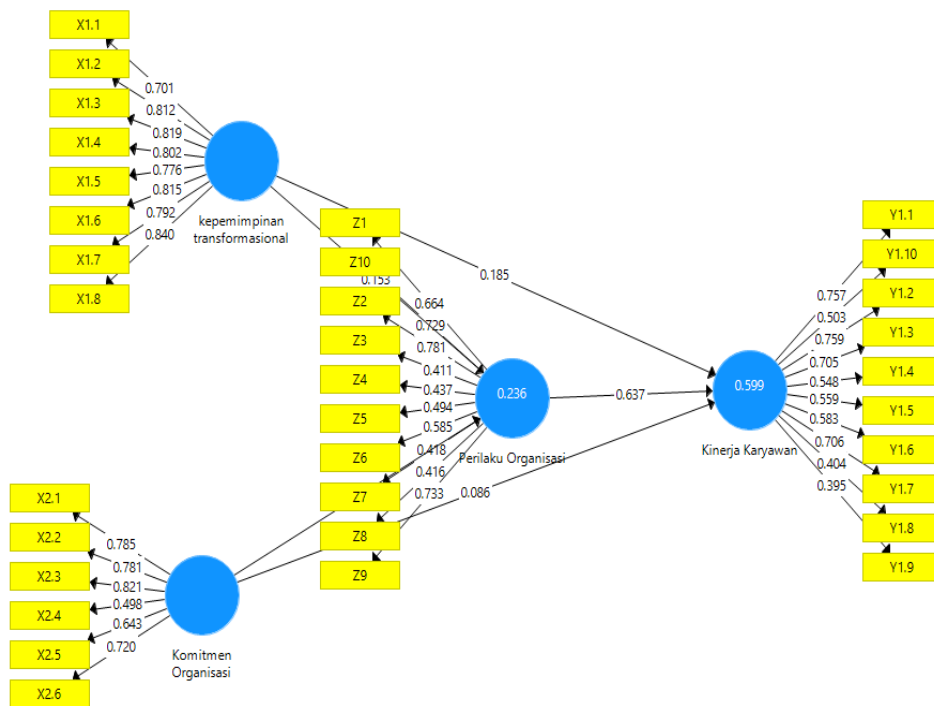 X1.1
X1.2
X1.3
X1.4
X1.5
X1.6
X1.7
X1.8
0.701
0.812
0.819
0.802
0.776
0.815
0.792
0.840
kepemimpinan
transformasional
Z1
Z10
Z2
Z3
Z4
Z5
Z6
Z7
Z8
Z9
0.153
0.664
0.729
0.781
0.411
0.437
0.494
0.585
0.418
0.416
0.733
0.236
Perilaku Organisasi
0.185
0.637
0.086
0.599
Kinerja Karyawan
0.757
0.503
0.759
0.705
0.548
0.559
0.583
0.706
0.404
0.395
Y1.1
Y1.10
Y1.2
Y1.3
Y1.4
Y1.5
Y1.6
Y1.7
Y1.8
Y1.9
X2.1
X2.2
X2.3
X2.4
X2.5
X2.6
0.785
0.781
0.821
0.498
0.643
0.720
Komitmen
Organisasi